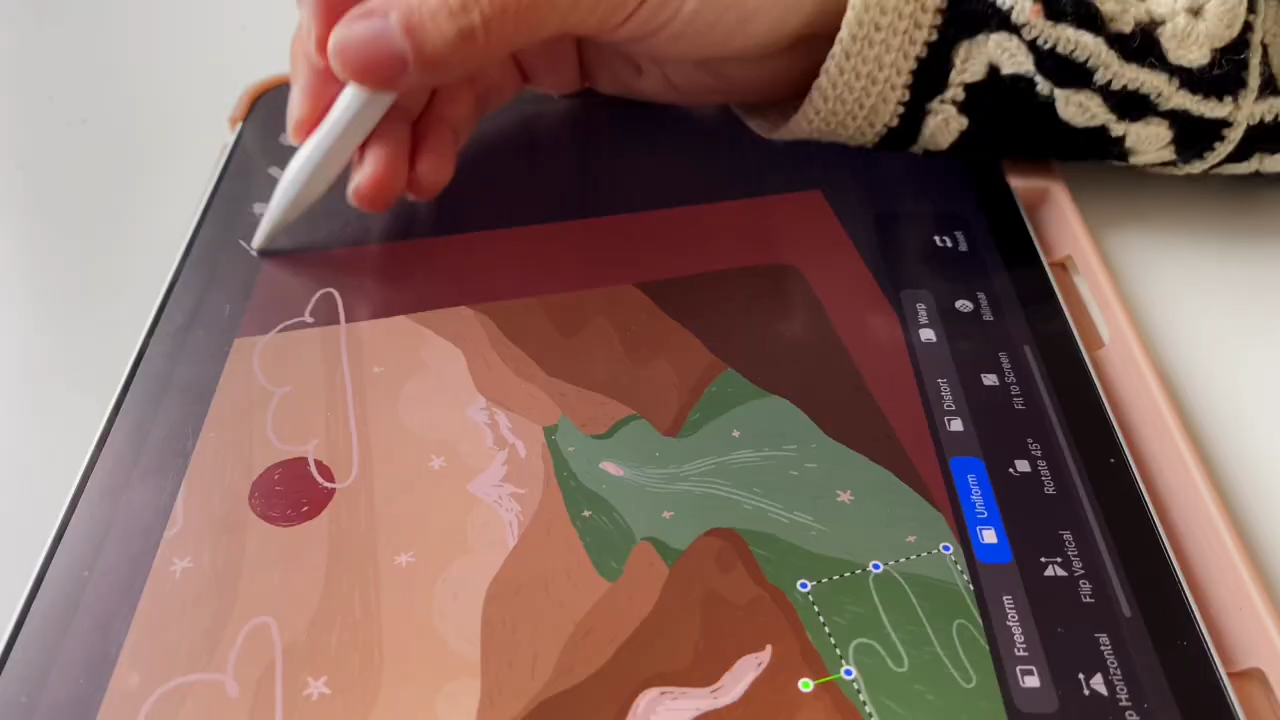 Freeform
Uniform
Distort
Warp
p Horizontal
Flip Vertical
Rotate 45°
Fit to Screen
Bilinear
Reset